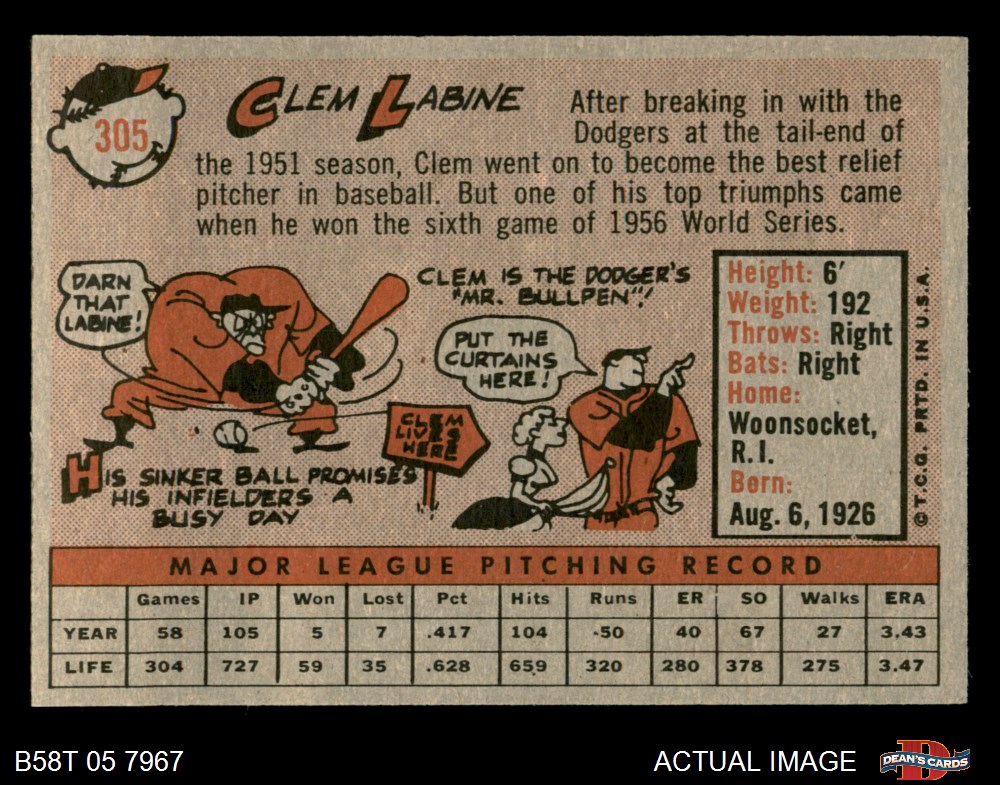 305
CLEM LABINE
After breaking in with the
Dodgers at the tail-end of
the 1951 season, Clem went on to become the best relief
pitcher in baseball. But one of his top triumphs came
when he won the sixth game of 1956 World Series.
DARN
THAT
LABINE!
CLEM IS THE DODGER'S
"MR. BULLPEN"!
PUT THE
CURTAINS
HERE!
CLEM
LIVES
HERE
HIS SINKER BALL PROMISES
HIS INFIELDERS A
BUSY DAY
Height: 6'
Weight: 192
Throws: Right
Bats: Right
Home:
Woonsocket,
R.I.
Born:
Aug. 6, 1926
© T.C.G. PRTD. IN U.S.A.
MAJOR LEAGUE PITCHING RECORD
Games IP Won Lost Pct Hits Runs ER SO Walks ERA
YEAR 58 105 5 7 .417 104 -50 40 67 27 3.43
LIFE 304 727 59 35 .628 659 320 280 378 275 3.47
B58T 05 7967
ACTUAL IMAGE
D
DEAN'S CARDS